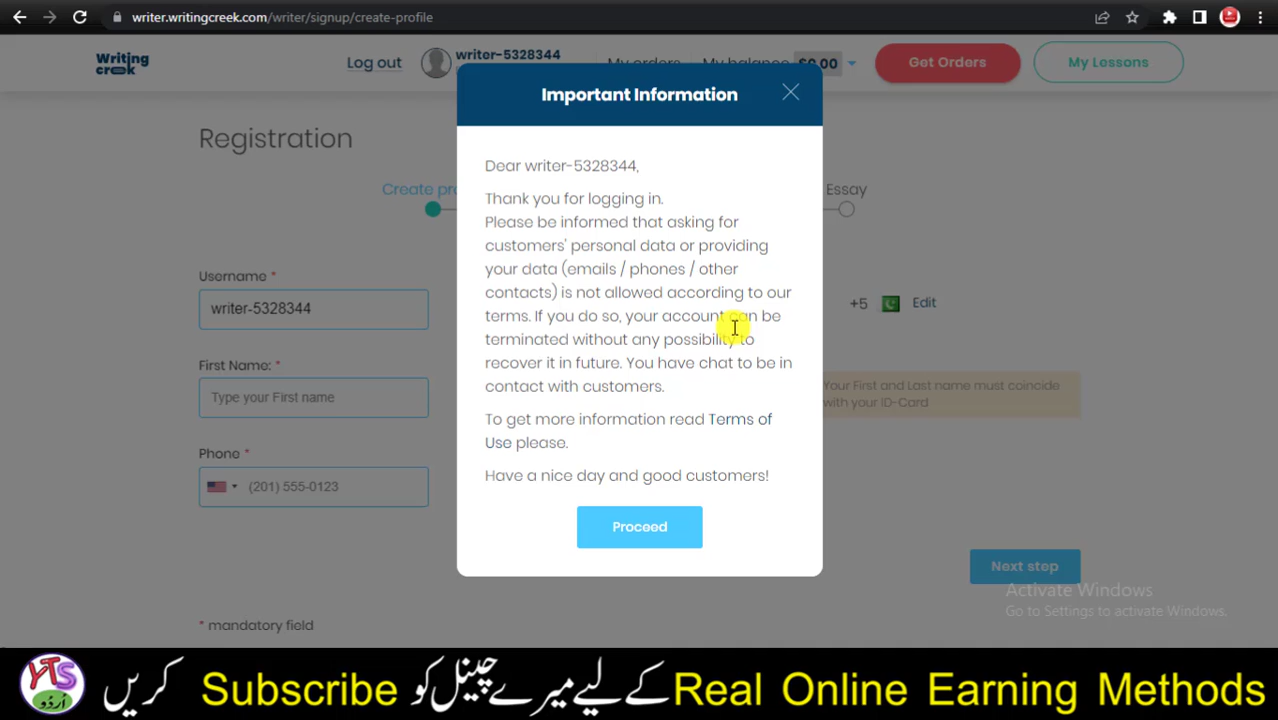 writer.writingcreek.com/writer/signup/create-profile
Writing
creek
Log out
writer-5328344
My orders
My balance
$0.00
Get Orders
My Lessons
Important Information
Registration
Create pr
Essay
Dear writer-5328344,
Thank you for logging in.
Please be informed that asking for
customers' personal data or providing
your data (emails / phones / other
contacts) is not allowed according to our
terms. If you do so, your account can be
terminated without any possibility to
recover it in future. You have chat to be in
contact with customers.
To get more information read Terms of
Use please.
Have a nice day and good customers!
Proceed
Username *
writer-5328344
+5
Edit
First Name: *
Type your First name
Your First and Last name must coincide
with your ID-Card
Phone *
(201) 555-0123
Next step
Activate Windows
Go to Settings to activate Windows.
* mandatory field
YTS
اردو
Real Online Earning Methods کے لیے میرے چینل کو Subscribe کریں